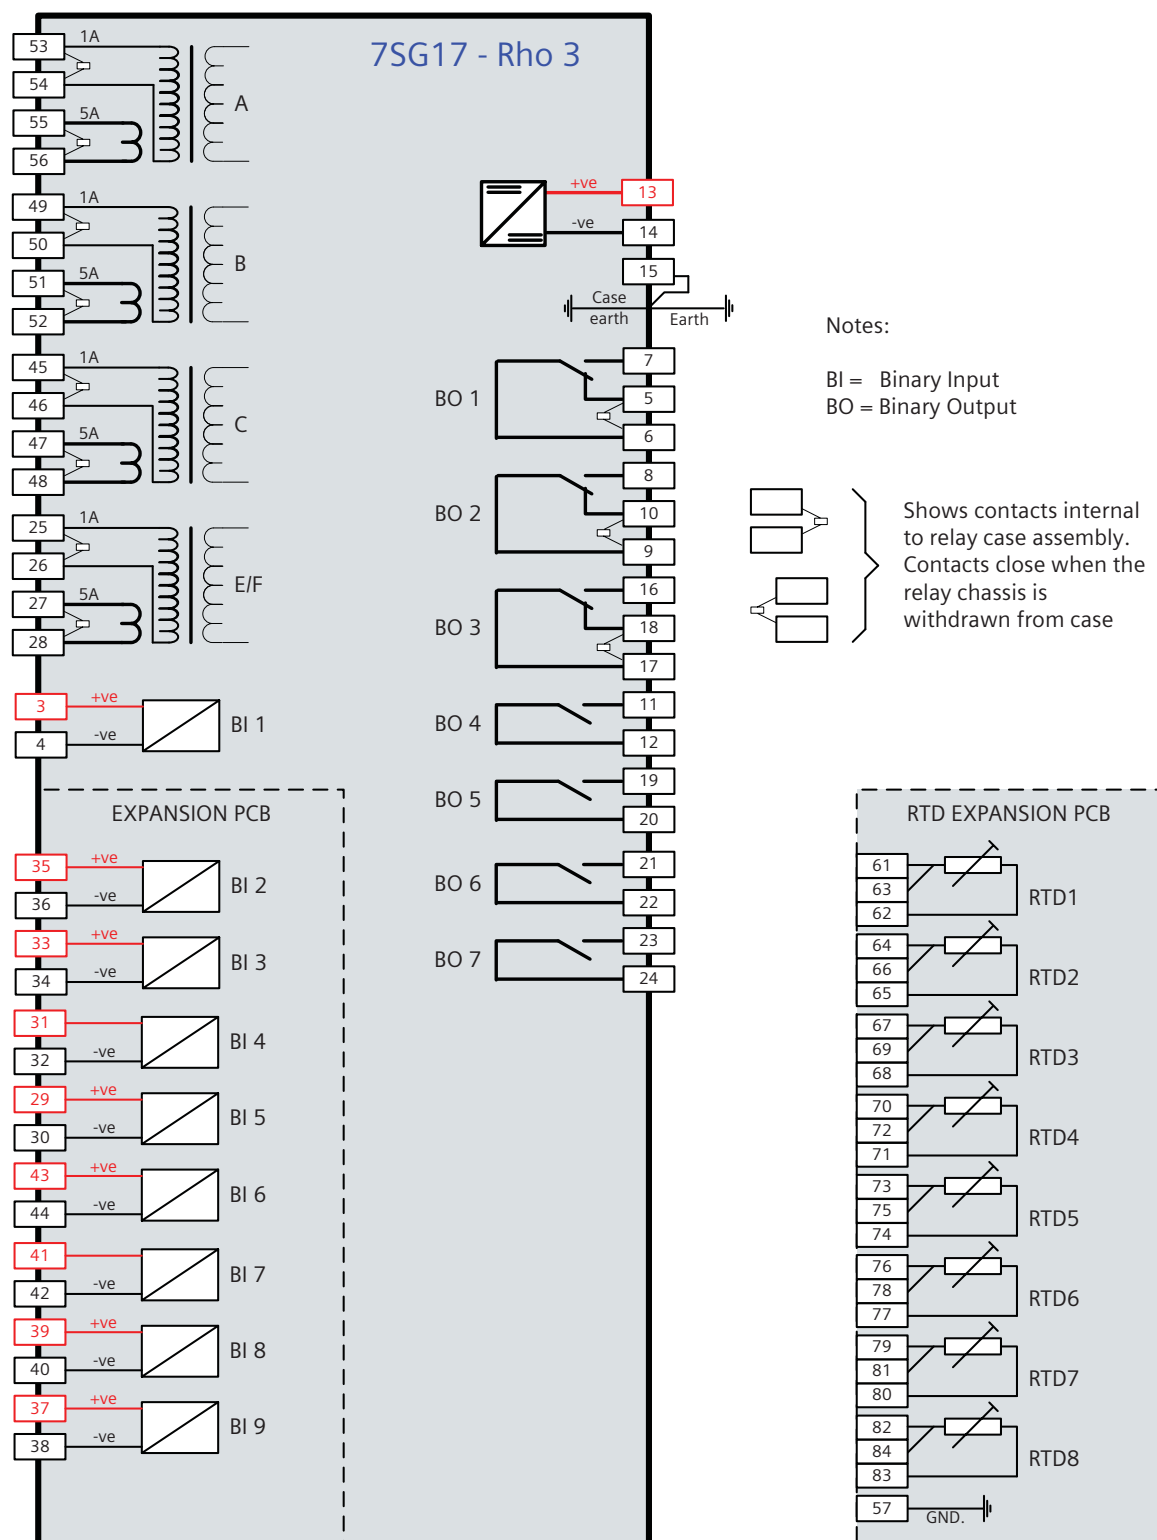 7SG17 - Rho 3
53 1A
54
55 5A
56
A
49 1A
50
51 5A
52
B
45 1A
46
47 5A
48
C
25 1A
26
27 5A
28
E/F
3 +ve
4 -ve
BI 1
EXPANSION PCB
35 +ve
36 -ve
BI 2
33 +ve
34 -ve
BI 3
31
32 -ve
BI 4
29 +ve
30 -ve
BI 5
43 +ve
44 -ve
BI 6
41
42 -ve
BI 7
39 +ve
40 -ve
BI 8
37 +ve
38 -ve
BI 9
+ve 13
-ve 14
15
Case
earth
Earth
BO 1
7
5
6
BO 2
8
10
9
BO 3
16
18
17
BO 4
11
12
BO 5
19
20
BO 6
21
22
BO 7
23
24
Notes:
BI = Binary Input
BO = Binary Output
Shows contacts internal
to relay case assembly.
Contacts close when the
relay chassis is
withdrawn from case
RTD EXPANSION PCB
61
63
62
RTD1
64
66
65
RTD2
67
69
68
RTD3
70
72
71
RTD4
73
75
74
RTD5
76
78
77
RTD6
79
81
80
RTD7
82
84
83
RTD8
57
GND.